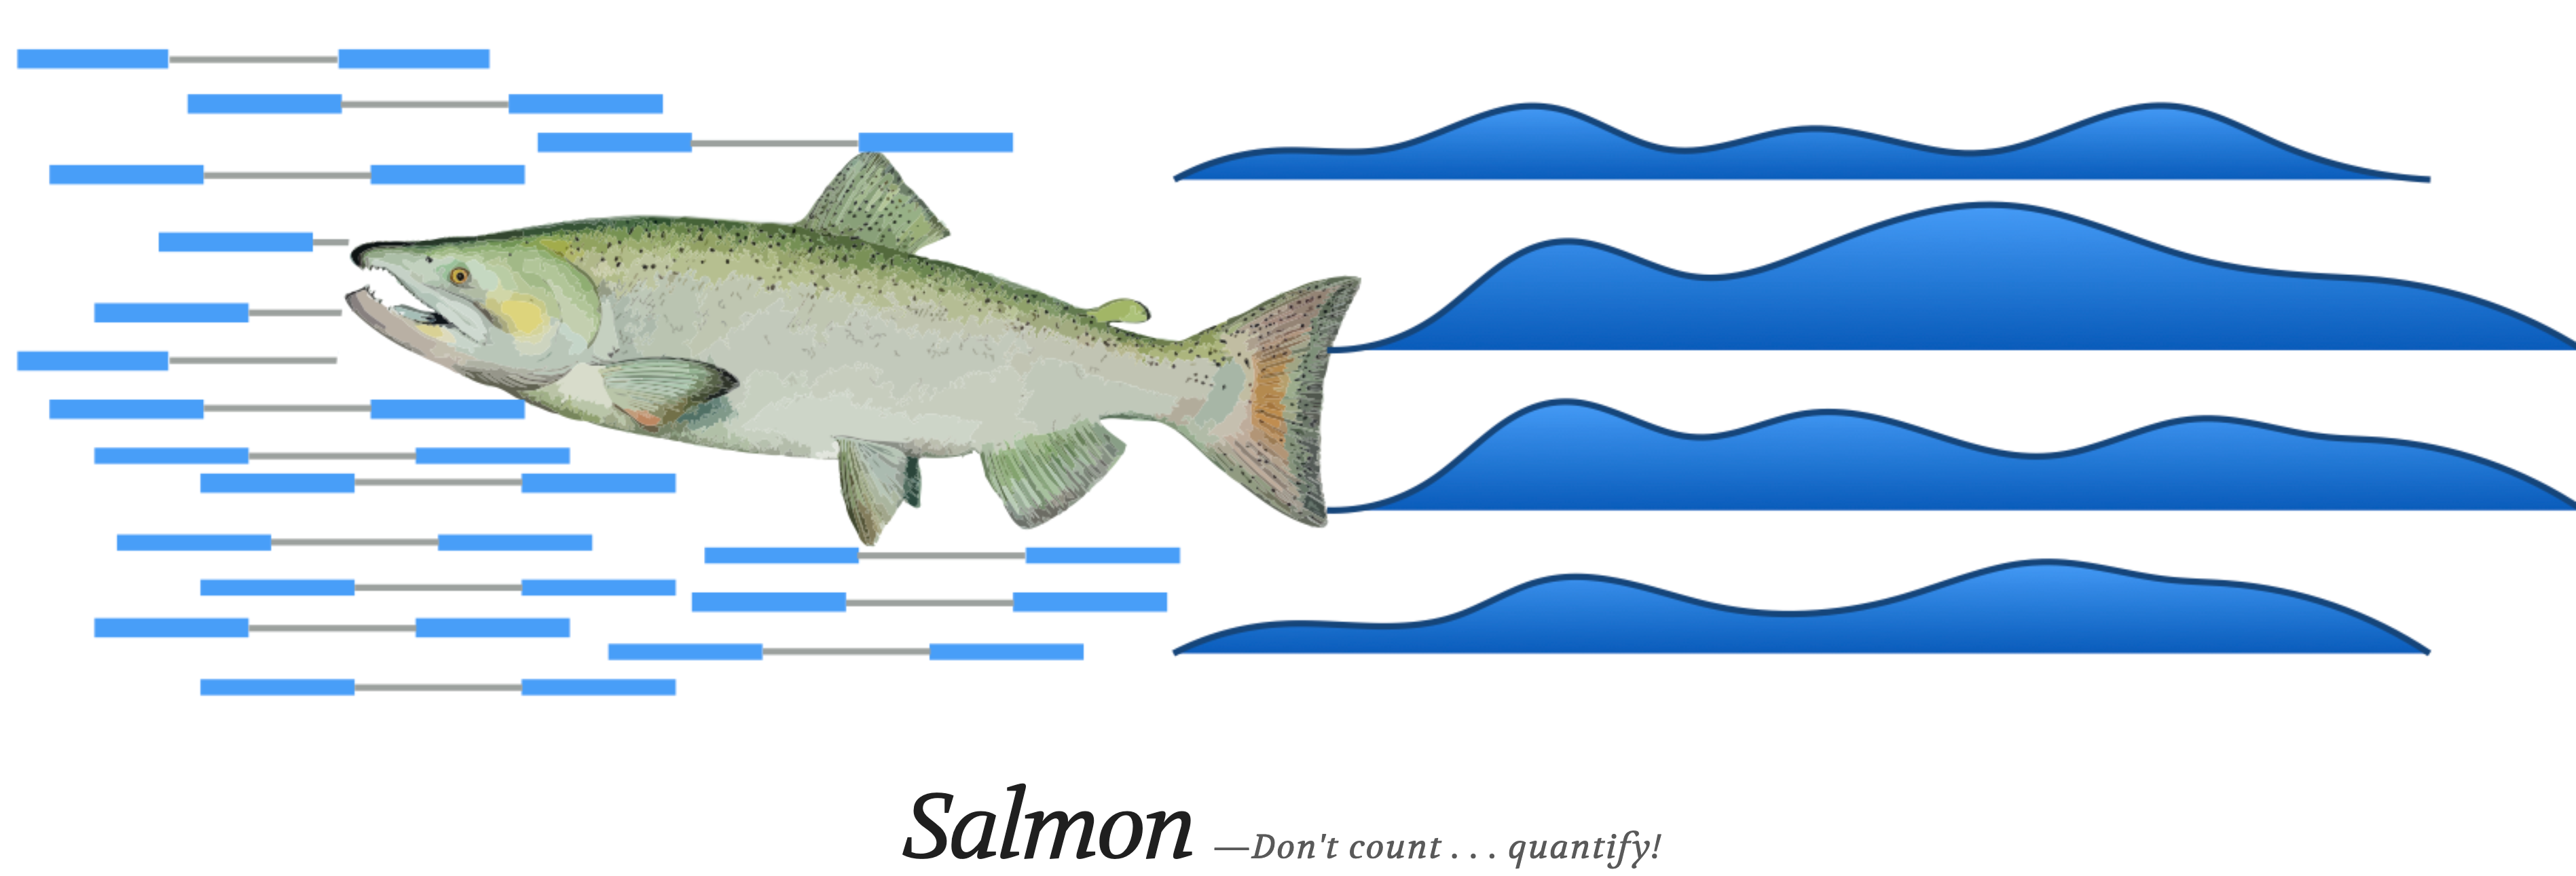 Salmon —Don't count . . . quantify!